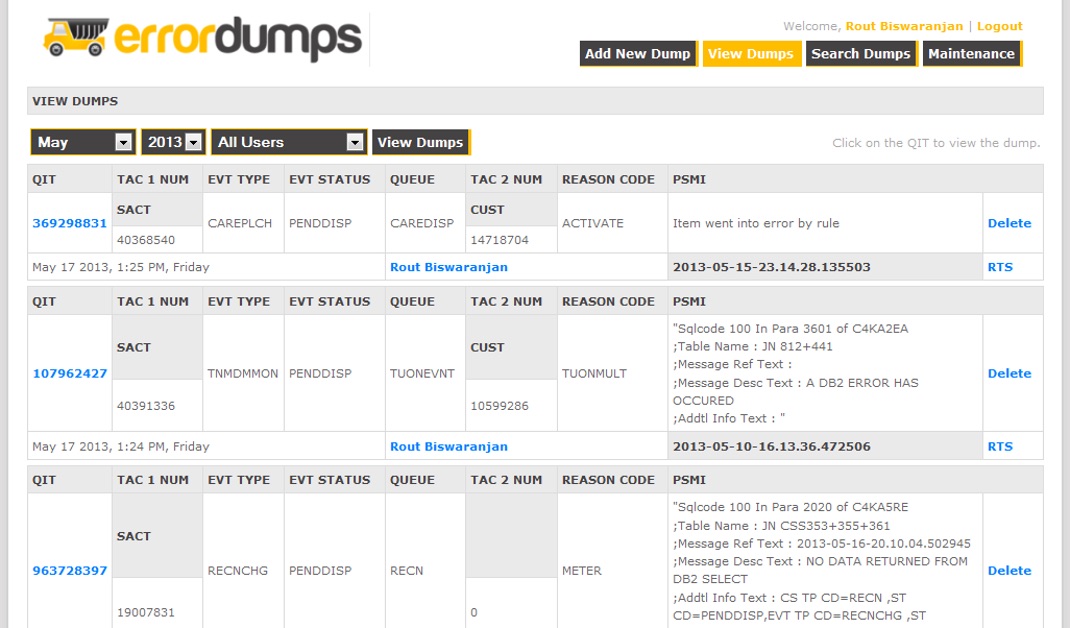 errordumps
Welcome, Rout Biswaranjan | Logout
Add New Dump View Dumps Search Dumps Maintenance
VIEW DUMPS
May 2013 All Users View Dumps
Click on the QIT to view the dump.
QIT TAC 1 NUM EVT TYPE EVT STATUS QUEUE TAC 2 NUM REASON CODE PSMI
SACT CUST
369298831 CAREPLCH PENDDISP CAREDISP ACTIVATE Item went into error by rule Delete
40368540 14718704
May 17 2013, 1:25 PM, Friday Rout Biswaranjan 2013-05-15-23.14.28.135503 RTS
QIT TAC 1 NUM EVT TYPE EVT STATUS QUEUE TAC 2 NUM REASON CODE PSMI
"Sqlcode 100 In Para 3601 of C4KA2EA
SACT CUST ;Table Name : JN 812+441
;Message Ref Text :
107962427 TNMDMMON PENDDISP TUONEVNT TUONMULT ;Message Desc Text : A DB2 ERROR HAS Delete
OCCURED
40391336 10599286
;Addtl Info Text : "
May 17 2013, 1:24 PM, Friday Rout Biswaranjan 2013-05-10-16.13.36.472506 RTS
QIT TAC 1 NUM EVT TYPE EVT STATUS QUEUE TAC 2 NUM REASON CODE PSMI
"Sqlcode 100 In Para 2020 of C4KA5RE
;Table Name : JN CSS353+355+361
SACT
;Message Ref Text : 2013-05-16-20.10.04.502945
;Message Desc Text : NO DATA RETURNED FROM
963728397 RECNCHG PENDDISP RECN METER DB2 SELECT Delete
;Addtl Info Text : CS TP CD=RECN ,ST
19007831 0 CD=PENDDISP,EVT TP CD=RECNCHG ,ST